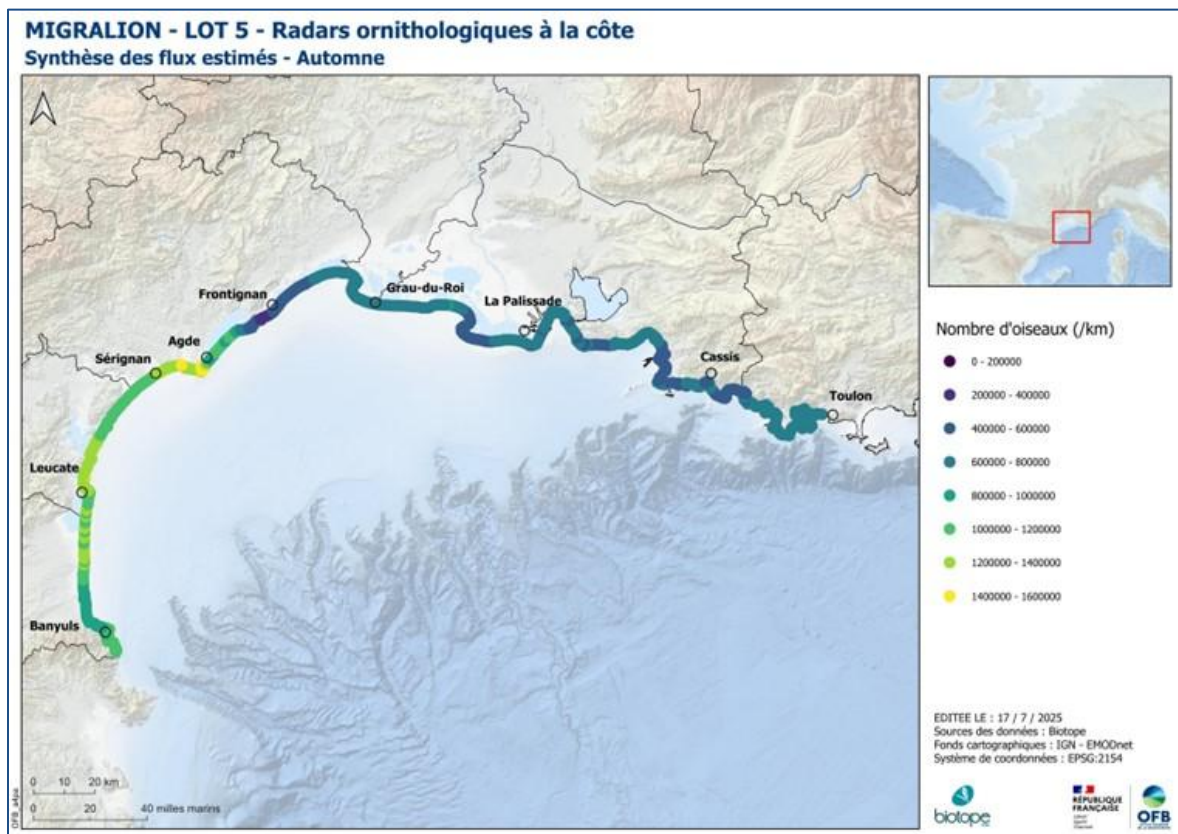 MIGRALION - LOT 5 - Radars ornithologiques à la côte
Synthèse des flux estimés - Automne
Frontignan
Grau-du-Roi
La Palissade
Agde
Sérignan
Cassis
Toulon
Leucate
Banyuls
0 10 20 km
0 20 40 milles marins
Nombre d'oiseaux (/km)
0 - 200000
200000 - 400000
400000 - 600000
600000 - 800000
800000 - 1000000
1000000 - 1200000
1200000 - 1400000
1400000 - 1600000
EDITEE LE : 17 / 7 / 2025
Sources des données : Biotope
Fonds cartographiques : IGN - EMODnet
Système de coordonnées : EPSG:2154
biotope
RÉPUBLIQUE
FRANÇAISE
OFB